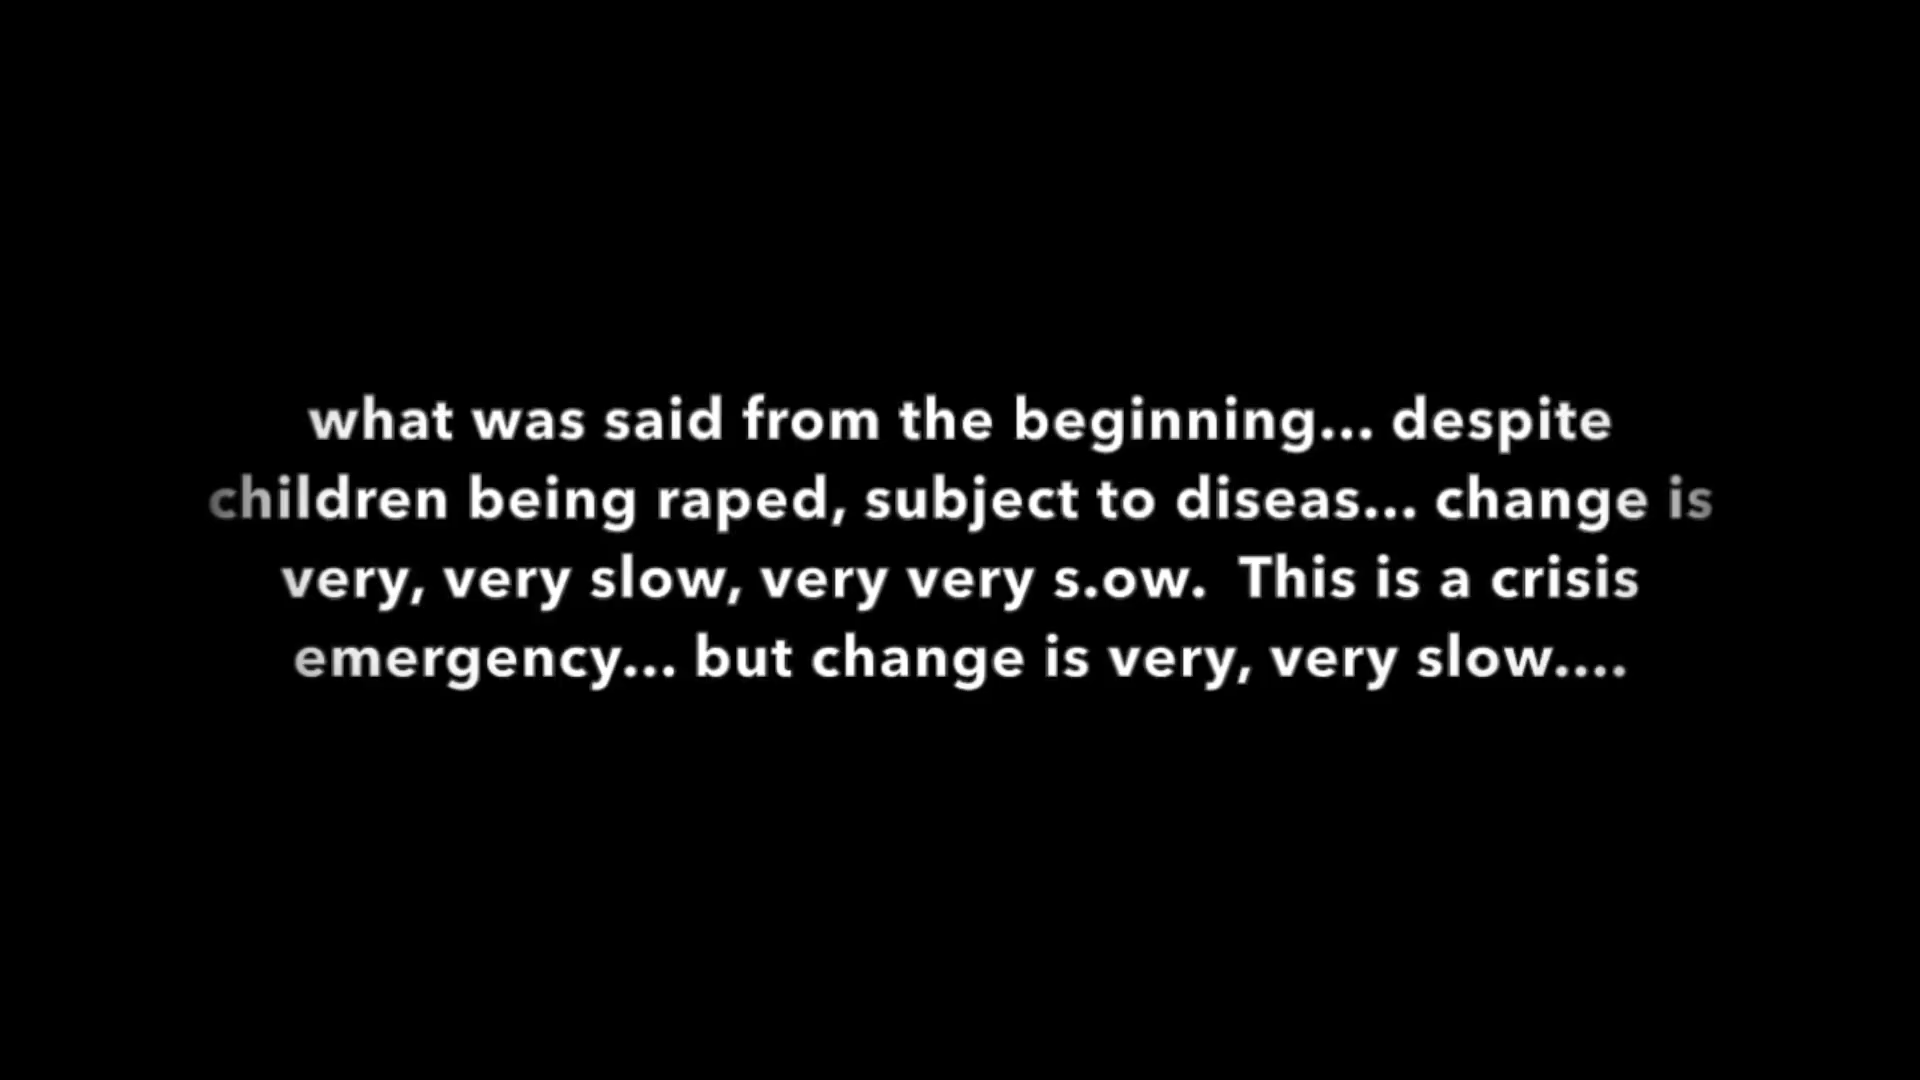 what was said from the beginning... despite
children being raped, subject to diseas... change is
very, very slow, very very s.ow.  This is a crisis
emergency... but change is very, very slow....